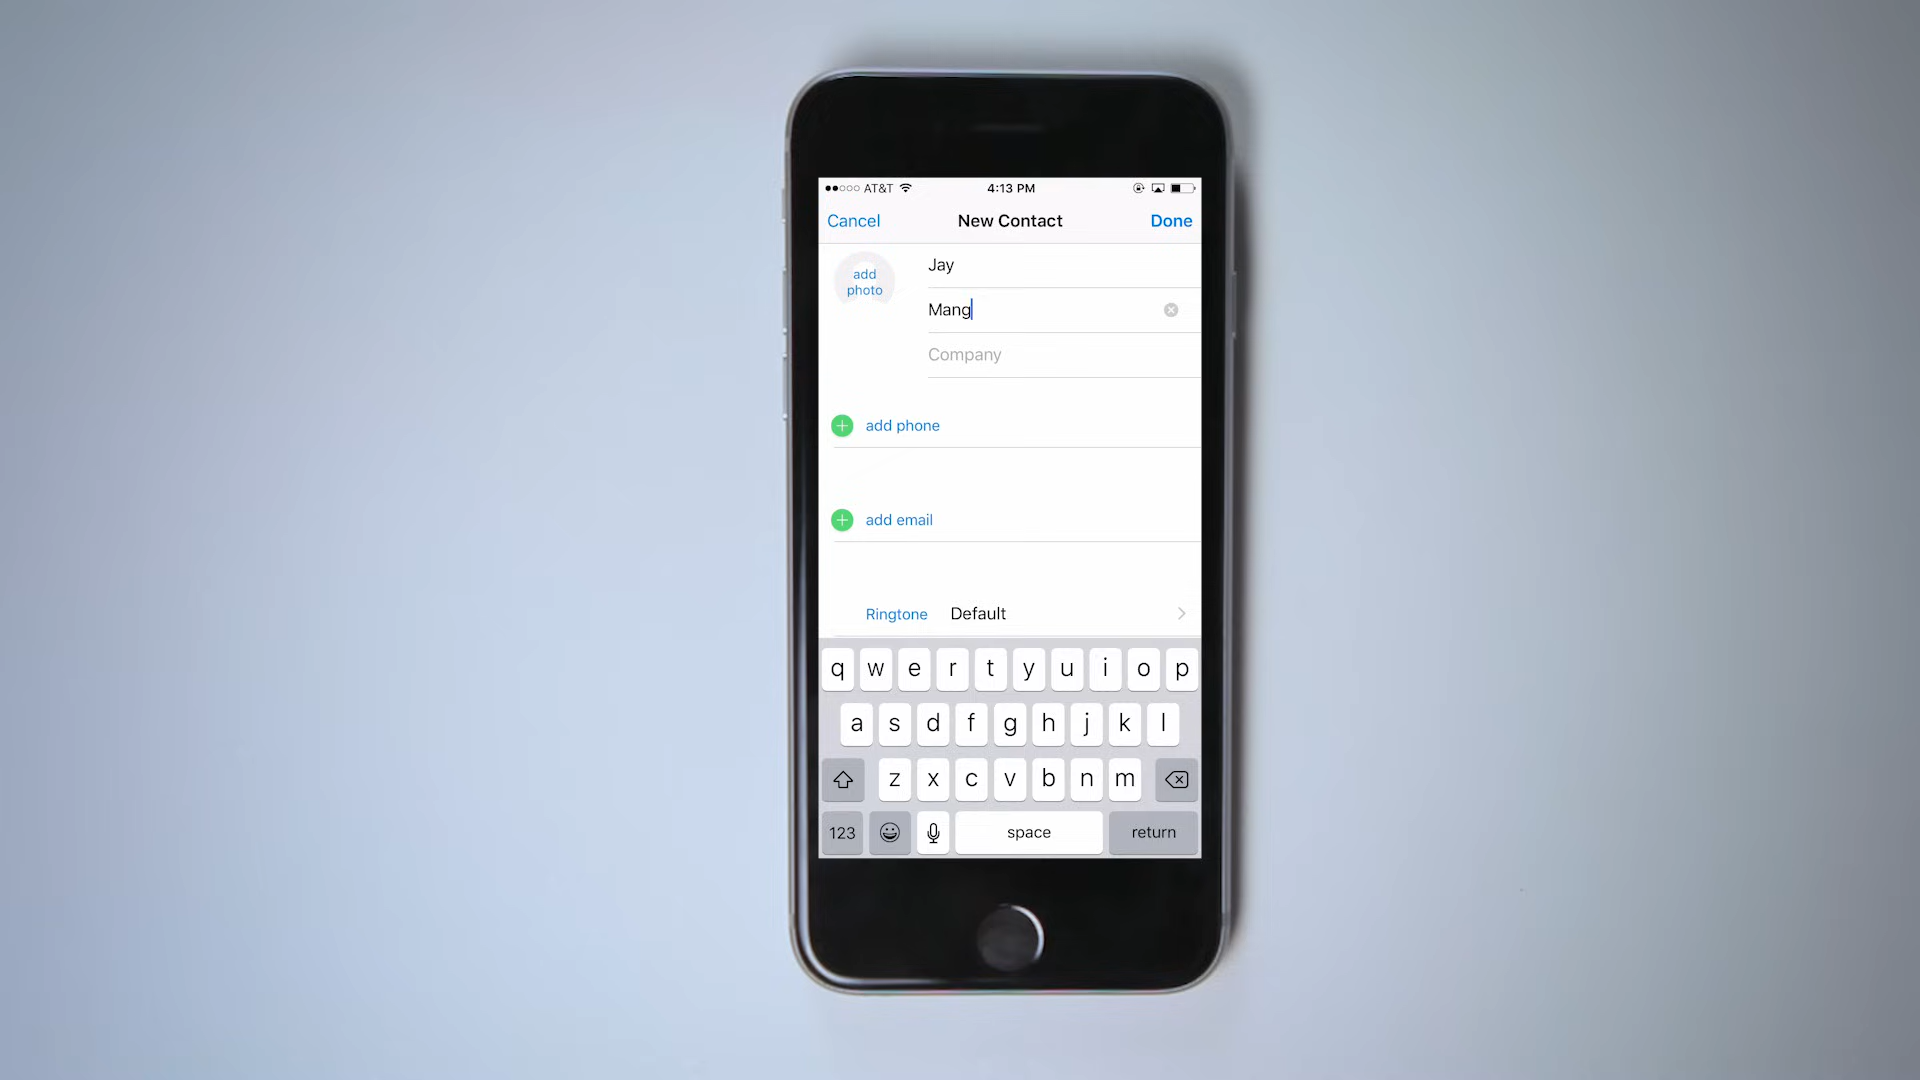 AT&T 4:13 PM
Cancel New Contact Done
add photo
Jay
Mang
Company
add phone
add email
Ringtone Default
q w e r t y u i o p
a s d f g h j k l
z x c v b n m
123 space return